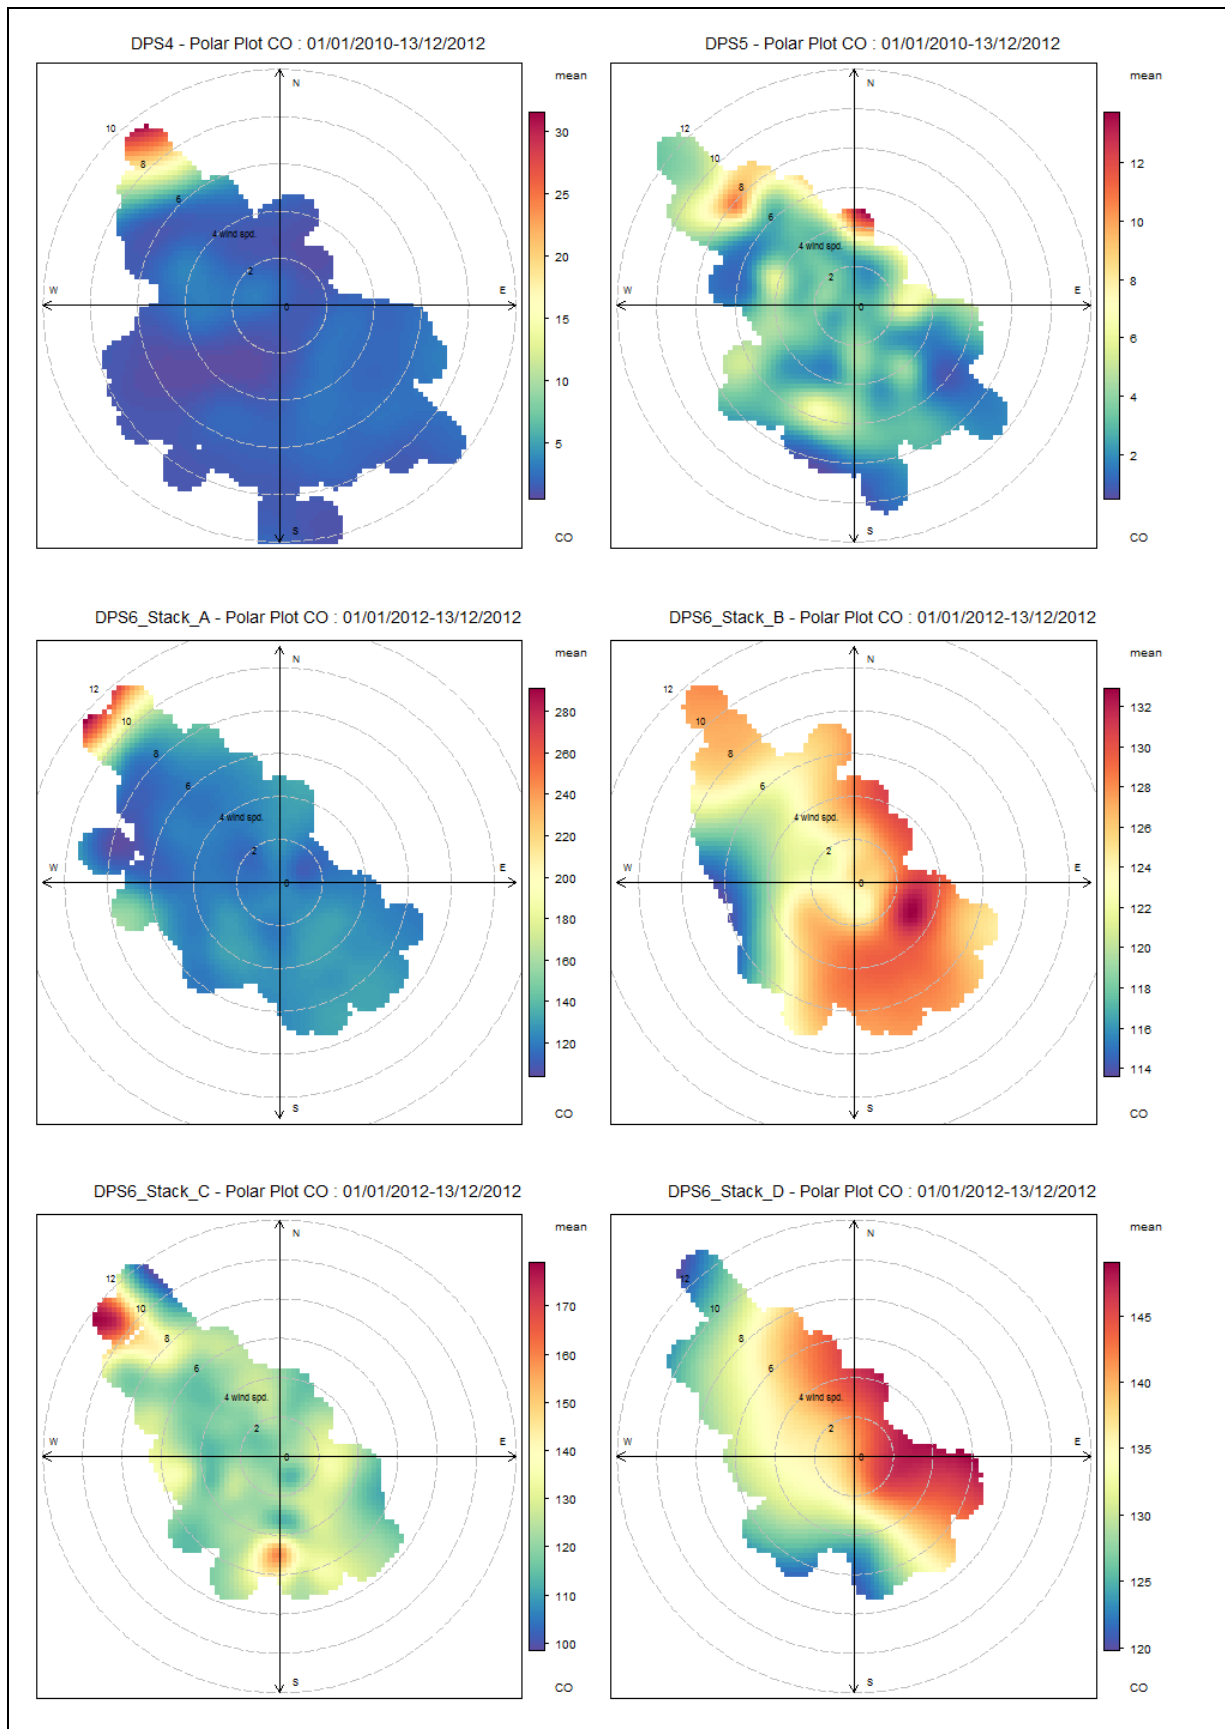 DPS4 - Polar Plot CO : 01/01/2010-13/12/2012
mean
N
10
8
6
4 wind spd.
2
0
W
E
S
30
25
20
15
10
5
CO
DPS5 - Polar Plot CO : 01/01/2010-13/12/2012
mean
N
12
10
8
6
4 wind spd.
2
0
W
E
S
12
10
8
6
4
2
CO
DPS6_Stack_A - Polar Plot CO : 01/01/2012-13/12/2012
mean
N
12
10
8
6
4 wind spd.
2
0
W
E
S
280
260
240
220
200
180
160
140
120
CO
DPS6_Stack_B - Polar Plot CO : 01/01/2012-13/12/2012
mean
N
12
10
8
6
4 wind spd.
2
0
W
E
S
132
130
128
126
124
122
120
118
116
114
CO
DPS6_Stack_C - Polar Plot CO : 01/01/2012-13/12/2012
mean
N
12
10
8
6
4 wind spd.
2
0
W
E
S
170
160
150
140
130
120
110
100
CO
DPS6_Stack_D - Polar Plot CO : 01/01/2012-13/12/2012
mean
N
12
10
8
6
4 wind spd.
2
0
W
E
S
145
140
135
130
125
120
CO